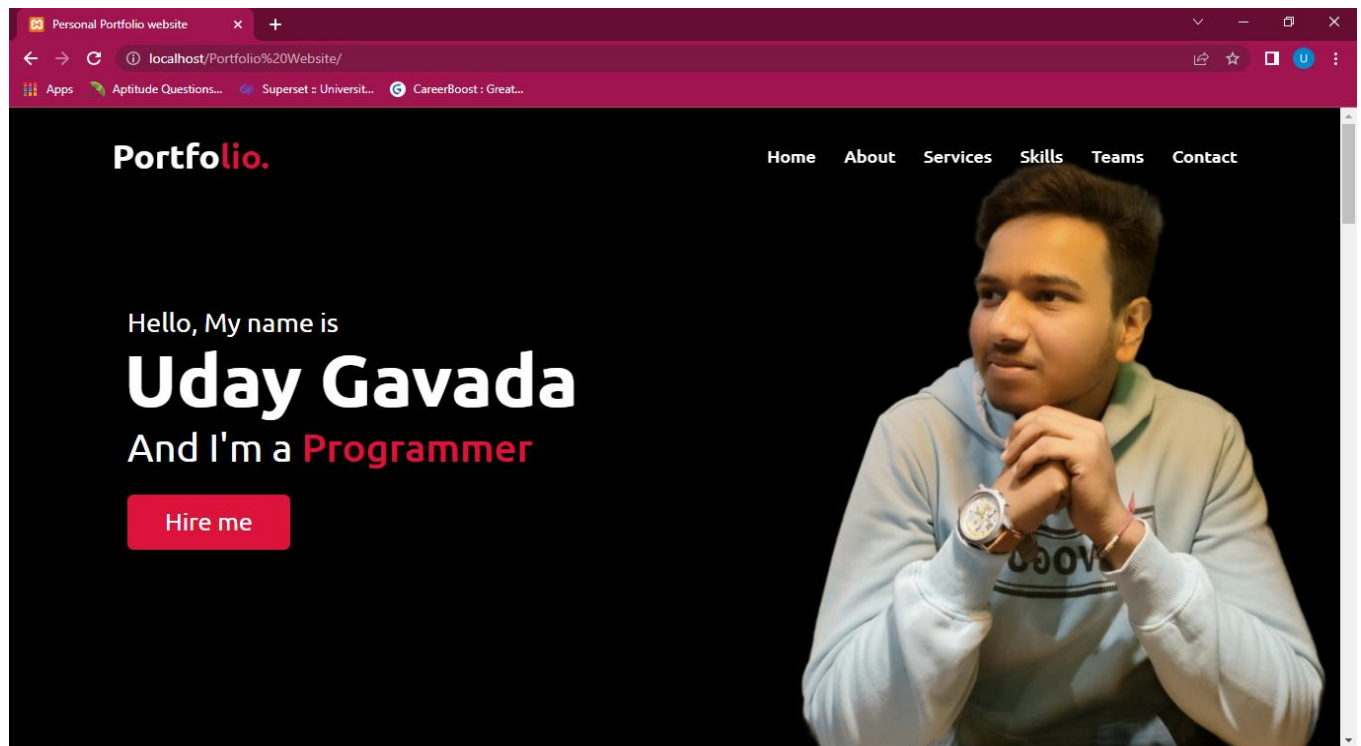 Personal Portfolio website
localhost/Portfolio%20Website/
U
Apps Aptitude Questions... Superset :: Universit... CareerBoost : Great...
Portfolio.
Home About Services Skills Teams Contact
Hello, My name is
Uday Gavada
And I'm a Programmer
Hire me